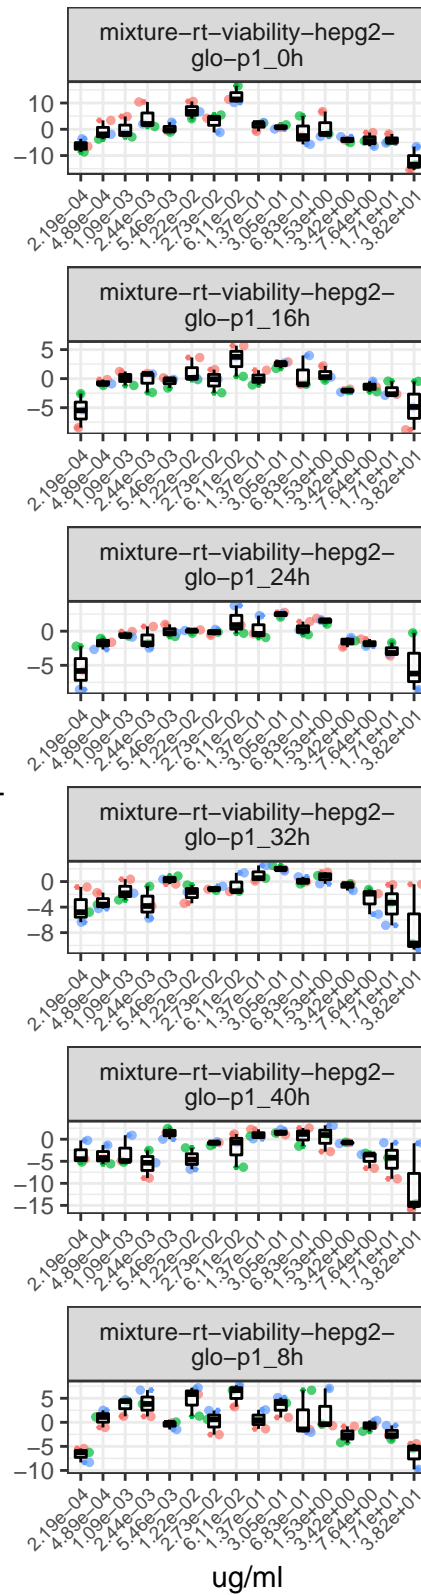 mixture−rt−viability−hepg2−
glo−p1_0h
10
0
−10
2.19e−04
4.89e−04
1.09e−03
2.44e−03
5.46e−03
1.22e−02
2.73e−02
6.11e−02
1.37e−01
3.05e−01
6.83e−01
1.53e+00
3.42e+00
7.64e+00
1.71e+01
3.82e+01
mixture−rt−viability−hepg2−
glo−p1_16h
5
0
−5
2.19e−04
4.89e−04
1.09e−03
2.44e−03
5.46e−03
1.22e−02
2.73e−02
6.11e−02
1.37e−01
3.05e−01
6.83e−01
1.53e+00
3.42e+00
7.64e+00
1.71e+01
3.82e+01
mixture−rt−viability−hepg2−
glo−p1_24h
0
−5
2.19e−04
4.89e−04
1.09e−03
2.44e−03
5.46e−03
1.22e−02
2.73e−02
6.11e−02
1.37e−01
3.05e−01
6.83e−01
1.53e+00
3.42e+00
7.64e+00
1.71e+01
3.82e+01
mixture−rt−viability−hepg2−
glo−p1_32h
0
−4
−8
2.19e−04
4.89e−04
1.09e−03
2.44e−03
5.46e−03
1.22e−02
2.73e−02
6.11e−02
1.37e−01
3.05e−01
6.83e−01
1.53e+00
3.42e+00
7.64e+00
1.71e+01
3.82e+01
mixture−rt−viability−hepg2−
glo−p1_40h
0
−5
−10
−15
2.19e−04
4.89e−04
1.09e−03
2.44e−03
5.46e−03
1.22e−02
2.73e−02
6.11e−02
1.37e−01
3.05e−01
6.83e−01
1.53e+00
3.42e+00
7.64e+00
1.71e+01
3.82e+01
mixture−rt−viability−hepg2−
glo−p1_8h
5
0
−5
−10
2.19e−04
4.89e−04
1.09e−03
2.44e−03
5.46e−03
1.22e−02
2.73e−02
6.11e−02
1.37e−01
3.05e−01
6.83e−01
1.53e+00
3.42e+00
7.64e+00
1.71e+01
3.82e+01
ug/ml